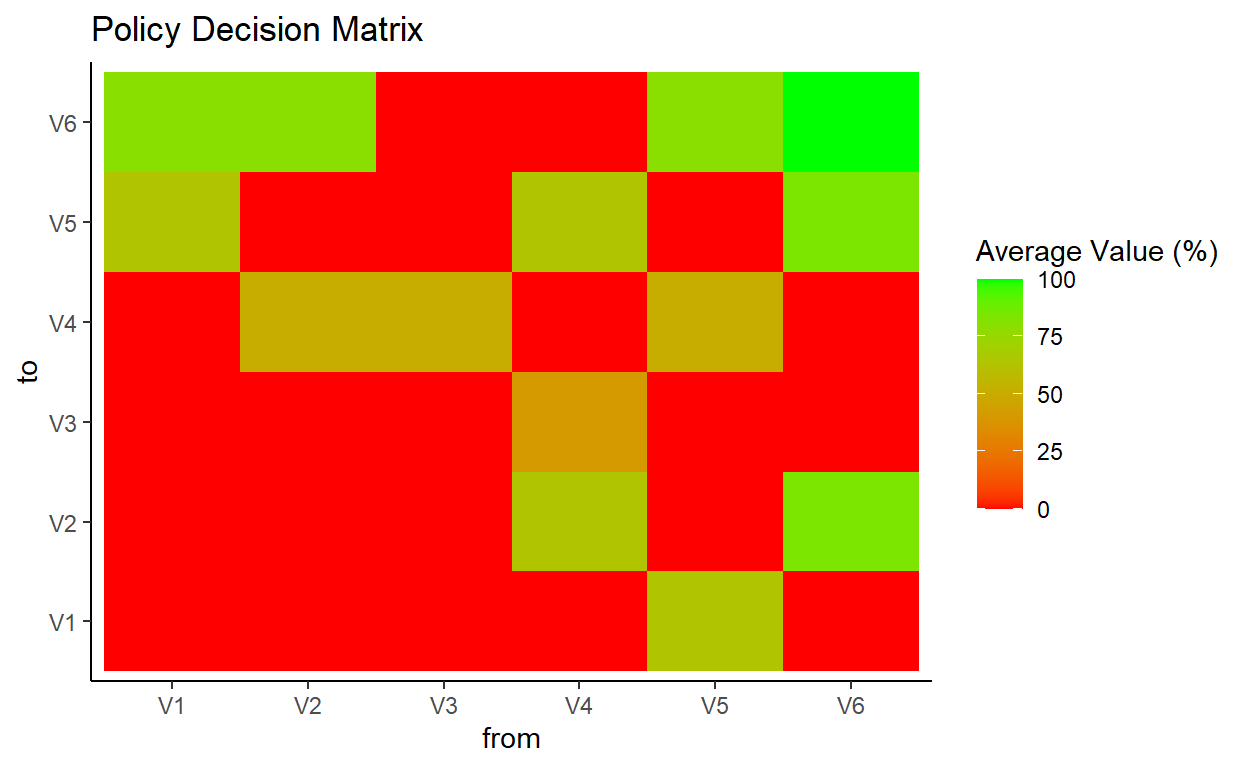 Policy Decision Matrix
V6
V5
V4
V3
V2
V1
to
V1 V2 V3 V4 V5 V6
from
Average Value (%)
100
75
50
25
0